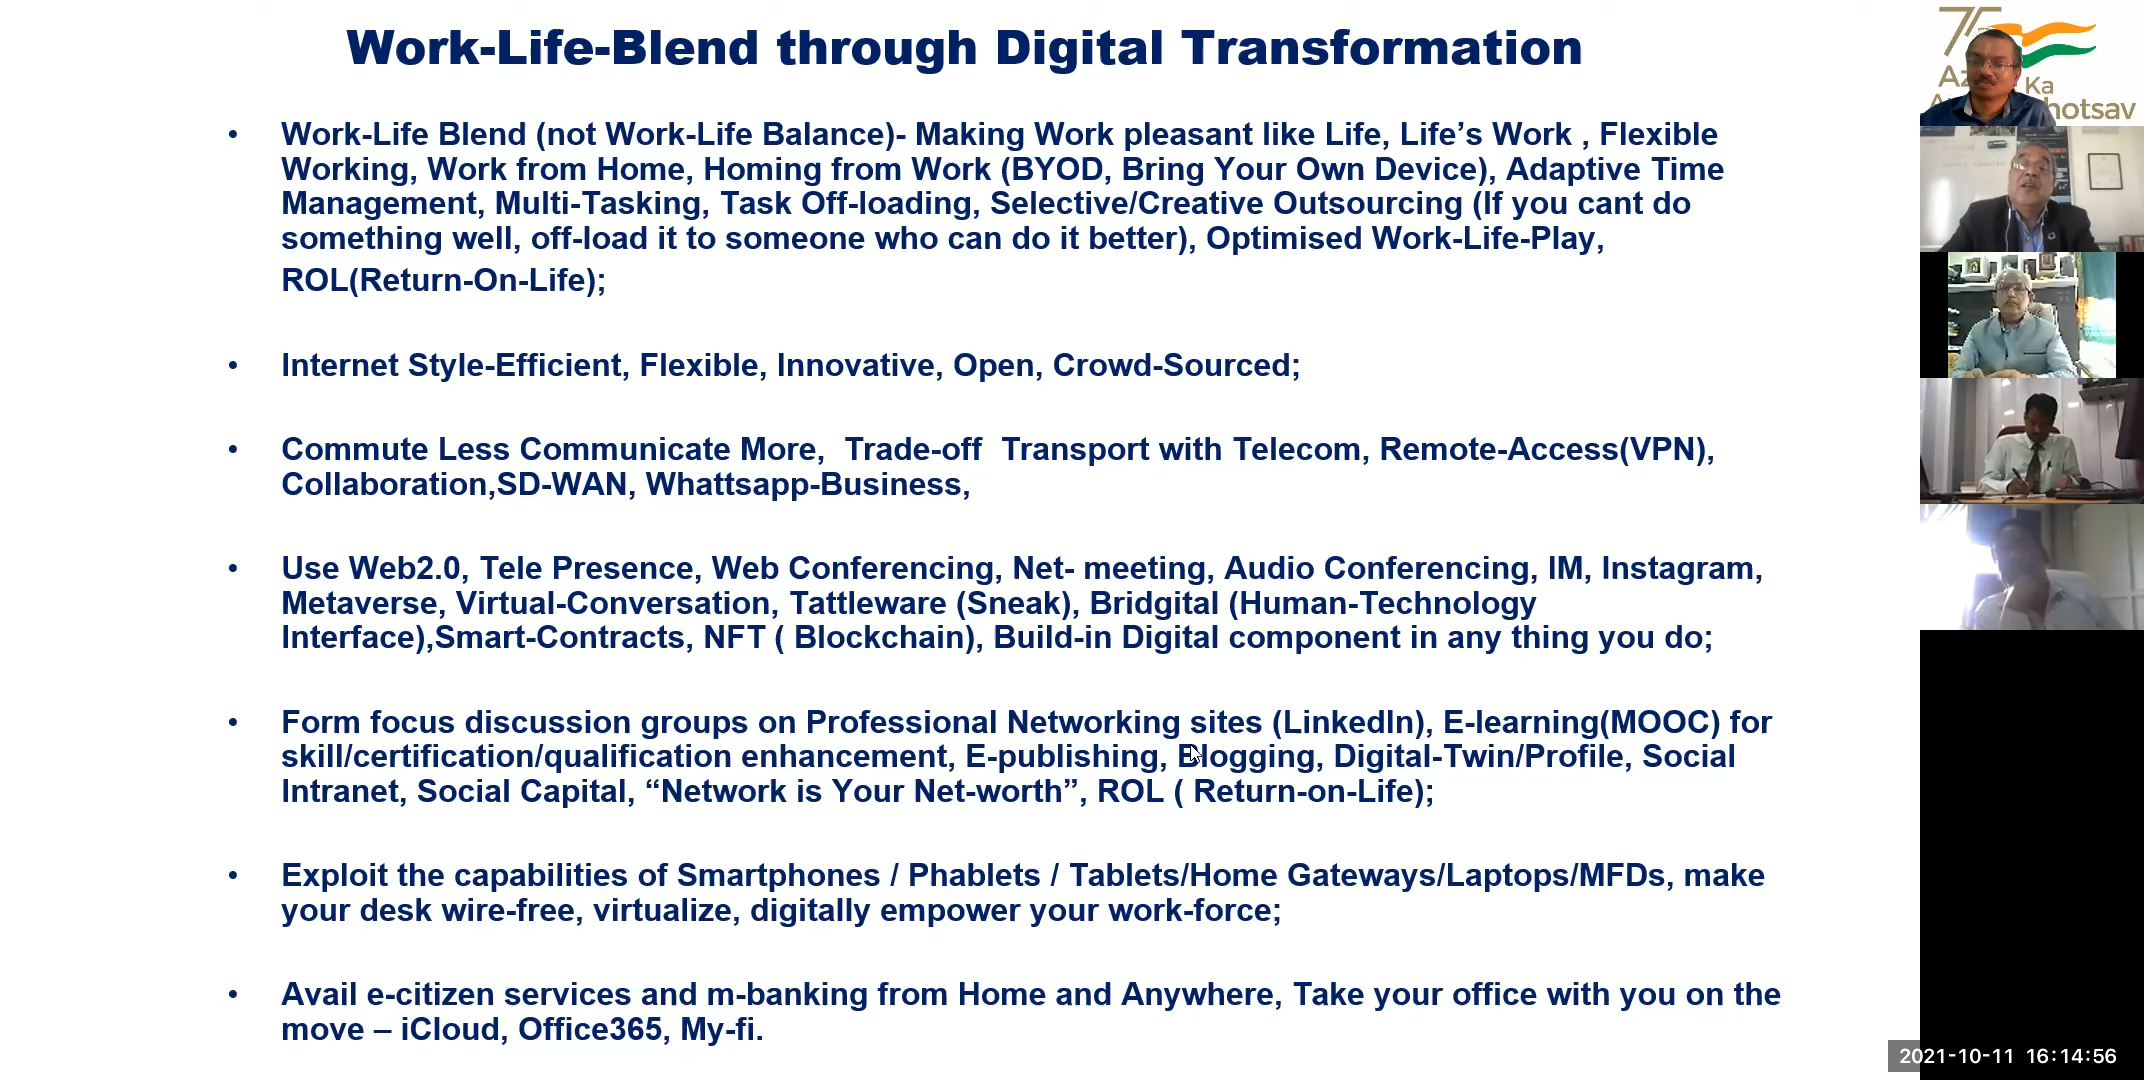 Work-Life-Blend through Digital Transformation
• Work-Life Blend (not Work-Life Balance)- Making Work pleasant like Life, Life’s Work , Flexible
Working, Work from Home, Homing from Work (BYOD, Bring Your Own Device), Adaptive Time
Management, Multi-Tasking, Task Off-loading, Selective/Creative Outsourcing (If you cant do
something well, off-load it to someone who can do it better), Optimised Work-Life-Play,
ROL(Return-On-Life);
• Internet Style-Efficient, Flexible, Innovative, Open, Crowd-Sourced;
• Commute Less Communicate More,  Trade-off  Transport with Telecom, Remote-Access(VPN),
Collaboration,SD-WAN, Whattsapp-Business,
• Use Web2.0, Tele Presence, Web Conferencing, Net- meeting, Audio Conferencing, IM, Instagram,
Metaverse, Virtual-Conversation, Tattleware (Sneak), Bridgital (Human-Technology
Interface),Smart-Contracts, NFT ( Blockchain), Build-in Digital component in any thing you do;
• Form focus discussion groups on Professional Networking sites (LinkedIn), E-learning(MOOC) for
skill/certification/qualification enhancement, E-publishing, Blogging, Digital-Twin/Profile, Social
Intranet, Social Capital, “Network is Your Net-worth”, ROL ( Return-on-Life);
• Exploit the capabilities of Smartphones / Phablets / Tablets/Home Gateways/Laptops/MFDs, make
your desk wire-free, virtualize, digitally empower your work-force;
• Avail e-citizen services and m-banking from Home and Anywhere, Take your office with you on the
move – iCloud, Office365, My-fi.
75
Ka
hotsav
2021-10-11 16:14:56